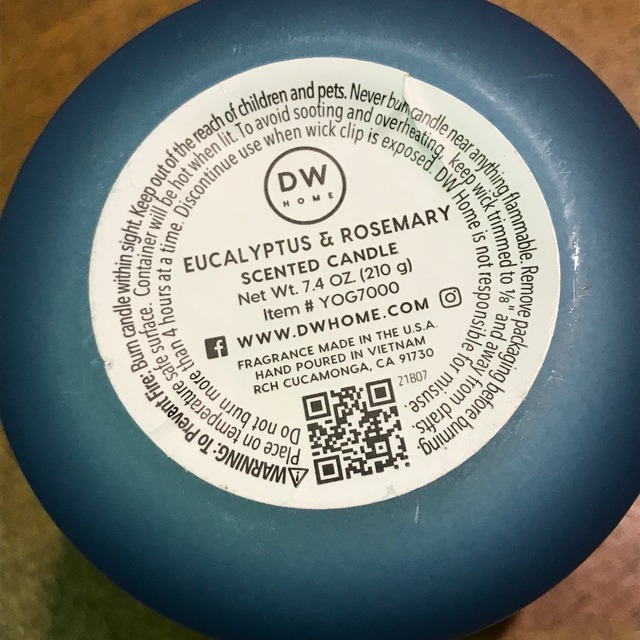 ⚠WARNING: To Prevent Fire: Burn candle within sight. Keep out of the reach of children and pets. Never burn candle near anything flammable. Remove packaging before burning
Place on temperature safe surface. Container will be hot when lit. To avoid sooting and overheating, keep wick trimmed to 1/8" and away from drafts.
Do not burn more than 4 hours at a time. Discontinue use when wick clip is exposed. DW Home is not responsible for misuse.
DW
HOME
EUCALYPTUS & ROSEMARY
SCENTED CANDLE
Net Wt. 7.4 OZ. (210 g)
Item # YOG7000
WWW.DWHOME.COM
FRAGRANCE MADE IN THE U.S.A.
HAND POURED IN VIETNAM
RCH CUCAMONGA, CA 91730
21B07